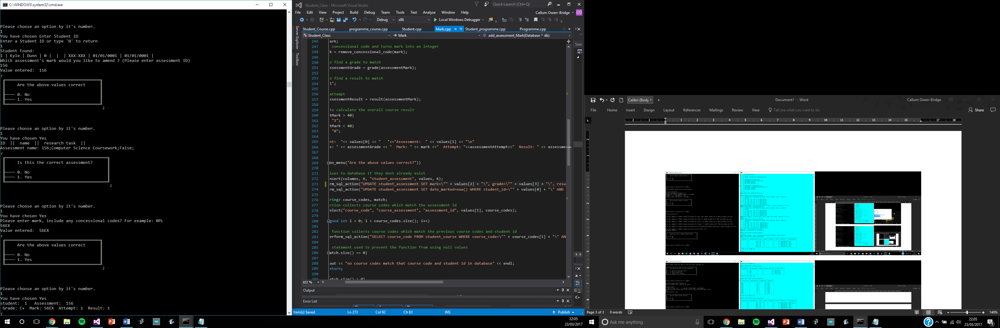 C:\WINDOWS\system32\cmd.exe
Please choose an option by it's number.
1
You have chosen Enter Student ID
Enter a Student ID or type 'N' to return
1
Student Found:
1 | Kyle | Dunn | 0 |  |  | XXX-XXX | 01/01/0001 | 01/01/0001 |
Which assessment's mark would you like to amend ? (Please enter assessment ID)
156
Value entered:  156
Are the above values correct
0. No
1. Yes
Please choose an option by it's number.
1
You have chosen Yes
ID  ||  name  ||  research task  ||
Assessment name: 156;Computer Science Coursework;False;
Is this the correct assessment?
0. No
1. Yes
Please choose an option by it's number.
1
You have chosen Yes
Please enter mark, include any concessional codes? For example: 0PL
56EX
Value entered:  56EX
Are the above values correct
0. No
1. Yes
Please choose an option by it's number.
1
You have chosen Yes
student:  1   Assessment:  156
Grade: C+  Mark: 56EX  Attempt: 1  Result: 1
Student_Class - Microsoft Visual Studio
Quick Launch (Ctrl+Q)
File Edit View Project Build Debug Team Tools Test Analyze Window Help
Callum Owen-Bridge CO
Debug x86 Local Windows Debugger
Server Explorer
Toolbox
Student_Course.cpp programme_course.cpp Student.cpp Mark.cpp Student_programme.cpp Programme.cpp
Student_Class Mark add_assessment_Mark(Database ^ db)
Sear
246 ark;
247 concessional code and turns mark into an integer
248 k = remove_concessional_code(mark);
249
250 o find a grade to match
251 ssessmentGrade = grade(assessmentMark);
252
253 o find a result to match
254 1";
255
256 attempt
257 ssessmentResult = result(assessmentMark);
258
259 to calculate the overall course result
260 tMark > 40)
261 "1";
262 tMark < 40)
263 "0";
264
265 nt:  "<< values[0] << "   "<<"Assessment:  " << values[1] << "\n"
266 e: " << assessmentGrade << "  Mark: " << mark <<"  Attempt: "<<assessmentAttempt<<"  Result: " << assessme
267
268
269 no_menu("Are the above values correct?"))
270
271 lues to database if they dont already exist
272 nsert(columns, 6, "student_assessment", values, 6);
273 rm_sql_action("UPDATE student_assessment SET mark=\"" + values[2] + "\", grade=\"" + values[3] + "\", resu
274 rm_sql_action("UPDATE student_assessment SET date_marked=now() WHERE student_id=\"" + values[0] + "\" AND
275
276 ring> course_codes, match;
277 ction collects course codes which match the assessment id
278 elect("course_code", "course_assessment", "assessment_id", values[1], course_codes);
279
280 gned int i = 0; i < course_codes.size(); i++)
281
282 function collects course codes which match the previous course codes and student id
283 erform_sql_action("SELECT course_code FROM student_course WHERE course_code=\"" + course_codes[i] + "\" AN
284
285 statement used to prevent the function from using null values
286 atch.size() == 0)
287
288 out << "no course codes match that course code and student id in database" << endl;
289 eturn;
290
291 atch.size() > 0)
102 %
Output
Error List
C+
Item(s) Saved Ln 273 Col 92 Ch 83 INS Publish
Calibri (Body
Document1 - Word
Callum Owen-Bridge
File Home Insert Design Layout References Mailings Review View Tell me what you want to do Share
2 1 1 2 3 4 5 6 7 8 9 10 11 12 13 14 15 17 18
Page 3 of 3 0 words 140%
22:05
23/03/2017
Ask me anything
22:05
23/03/2017